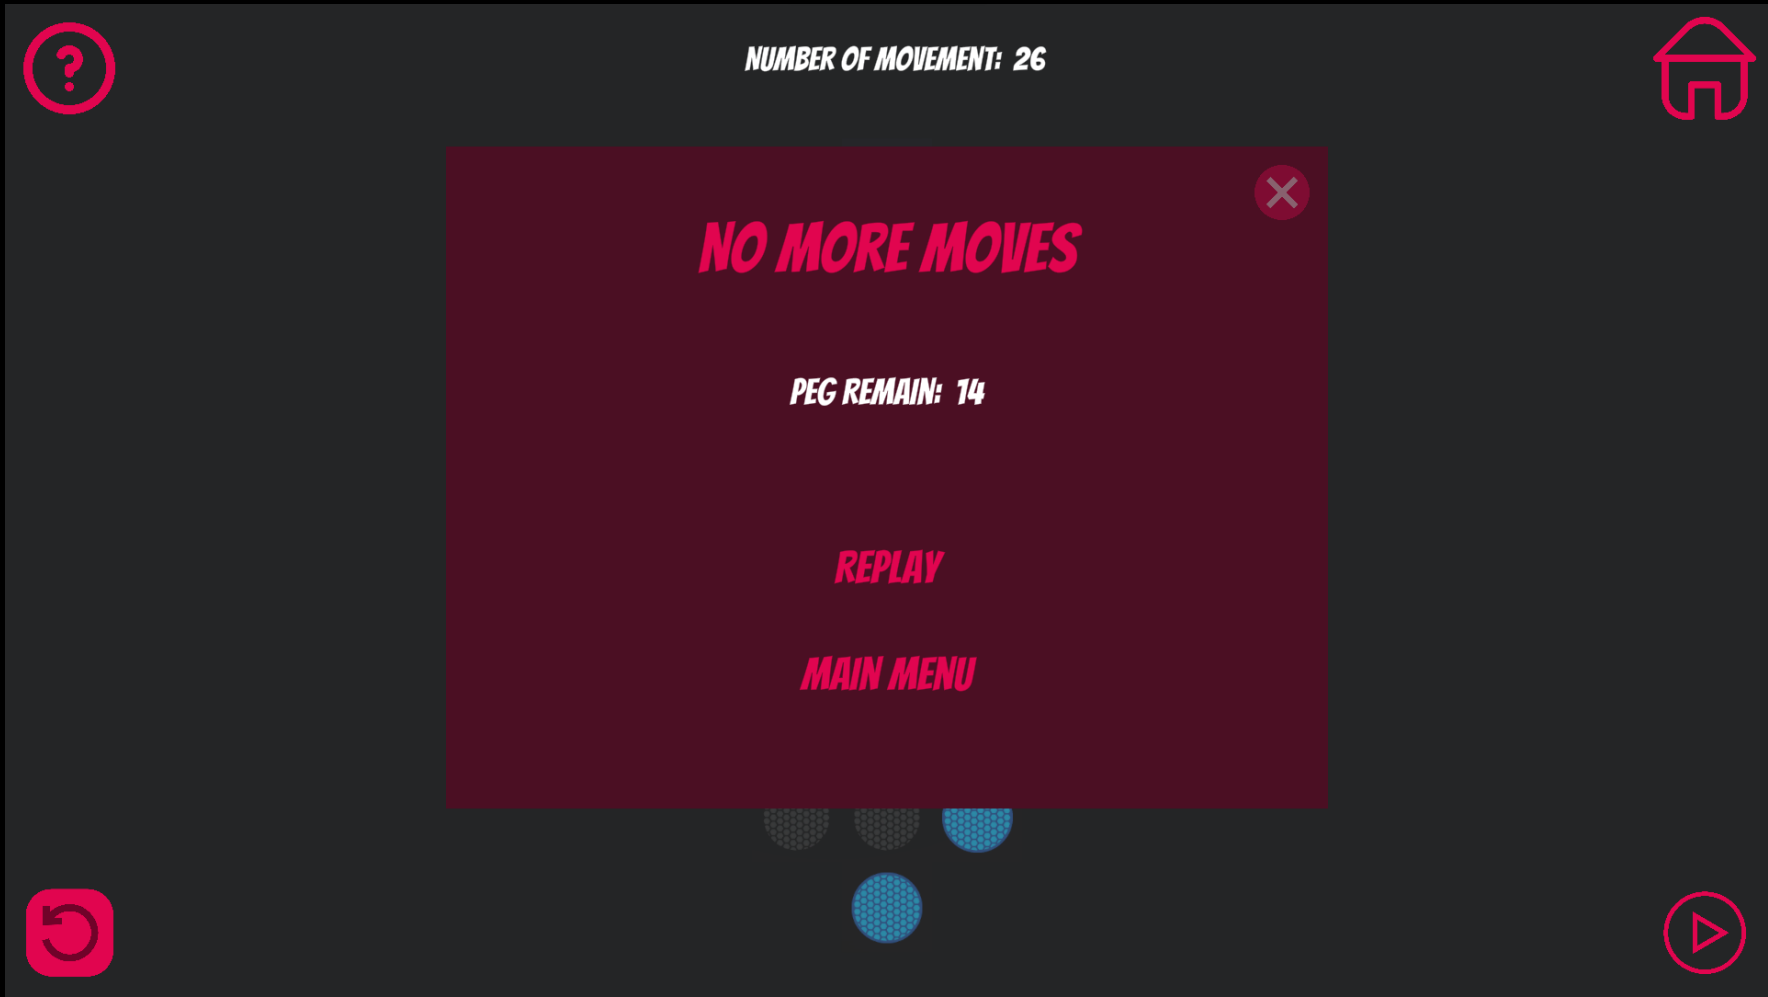 NUMBER OF MOVEMENT: 26
NO MORE MOVES
PEG REMAIN: 14
REPLAY
MAIN MENU